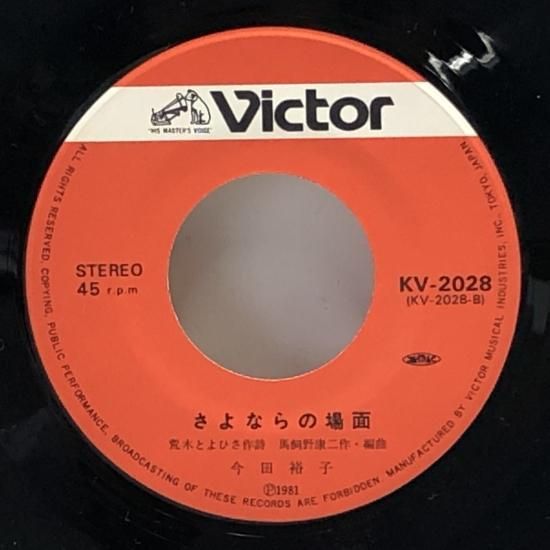 "HIS MASTER'S VOICE"
Victor
STEREO
45 r.p.m
KV-2028
(KV-2028-B)
さよならの場面
荒木とよひさ作詩 馬飼野康二作・編曲
今田裕子
Ⓟ1981
ALL RIGHTS RESERVED. COPYING, PUBLIC PERFORMANCE, BROADCASTING OF THESE RECORDS ARE FORBIDDEN. MANUFACTURED BY VICTOR MUSICAL INDUSTRIES, INC. TOKYO, JAPAN